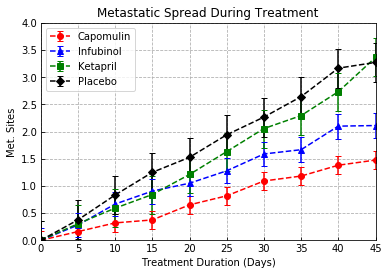 Metastatic Spread During Treatment
Capomulin
Infubinol
Ketapril
Placebo
Met. Sites
4.0
3.5
3.0
2.5
2.0
1.5
1.0
0.5
0.0
0 5 10 15 20 25 30 35 40 45
Treatment Duration (Days)